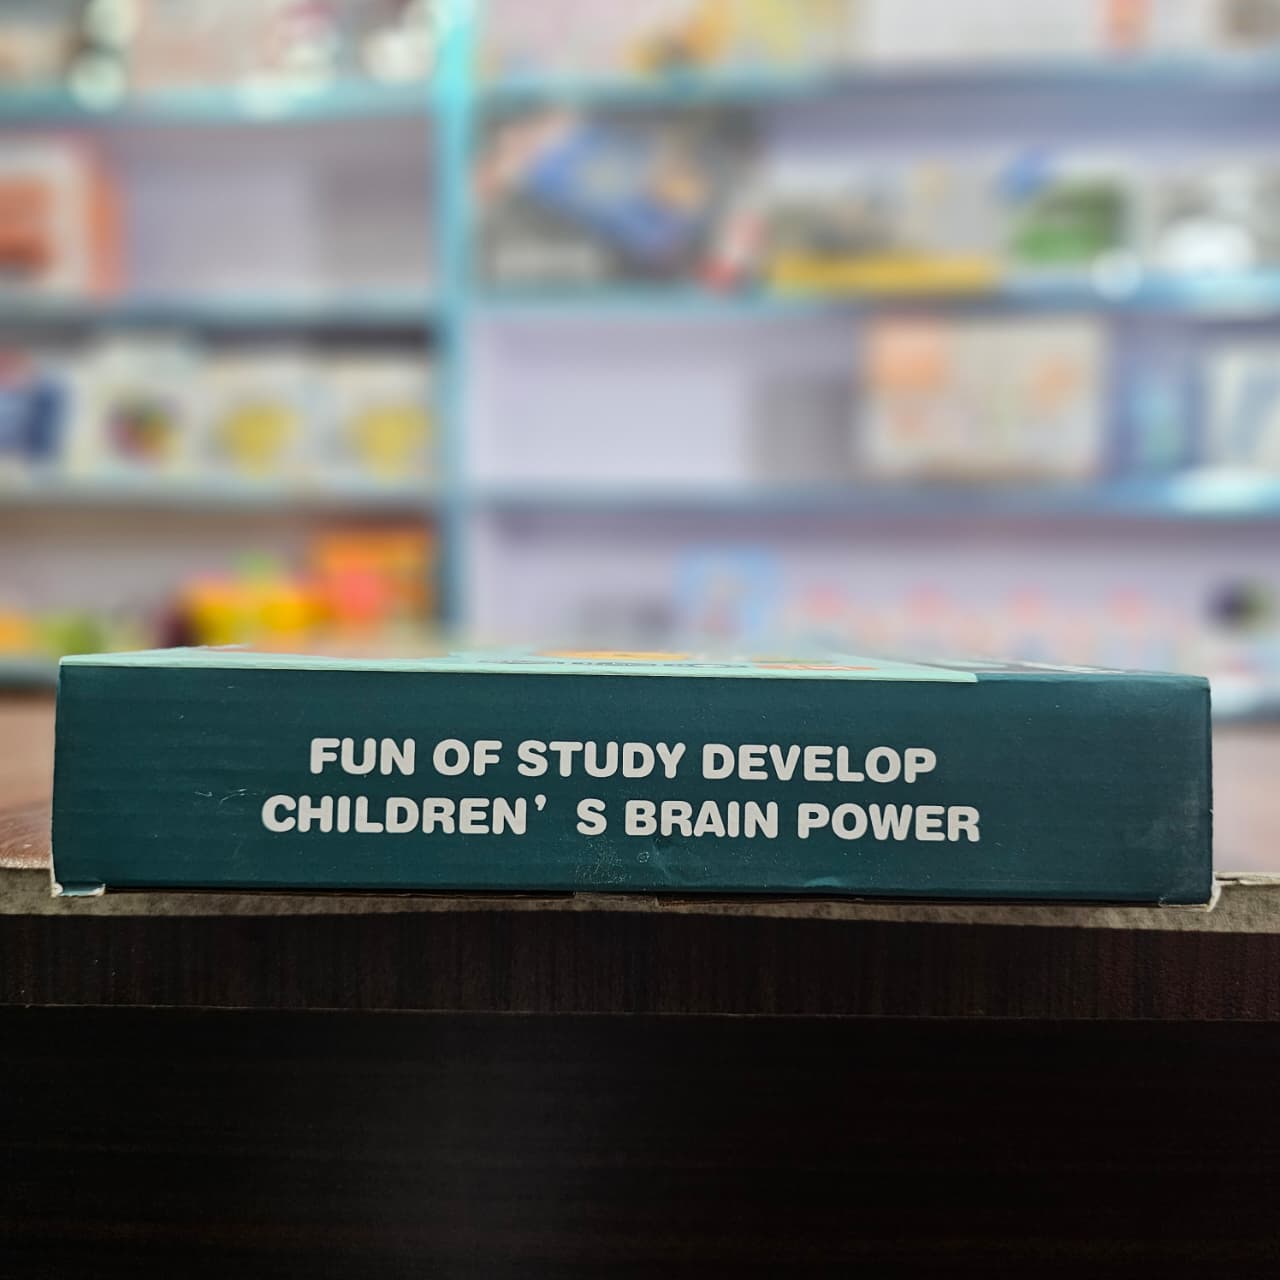 FUN OF STUDY DEVELOP
CHILDREN’ S BRAIN POWER